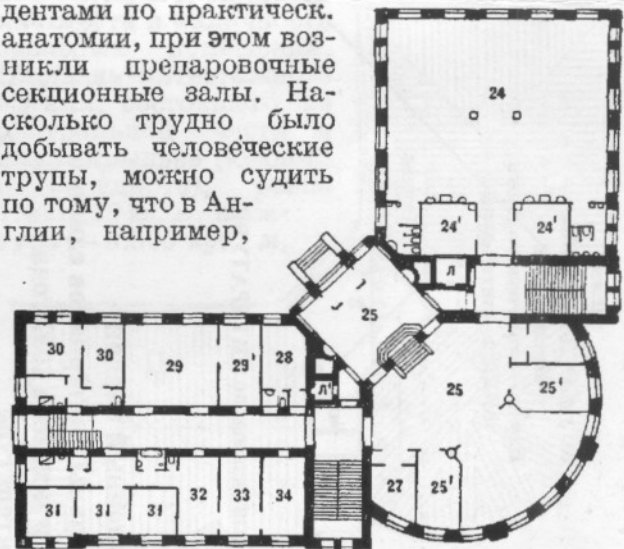 дентами по практическ.
анатомии, при этом воз-
никли препаровочные
секционные залы. На-
сколько трудно было
добывать человеческие
трупы, можно судить
по тому, что в Ан-
глии, например,
24
24' 24'
Л
25
30 30 29 29' 28
25 25'
Л'
27 25'
31 31 31 32 33 34